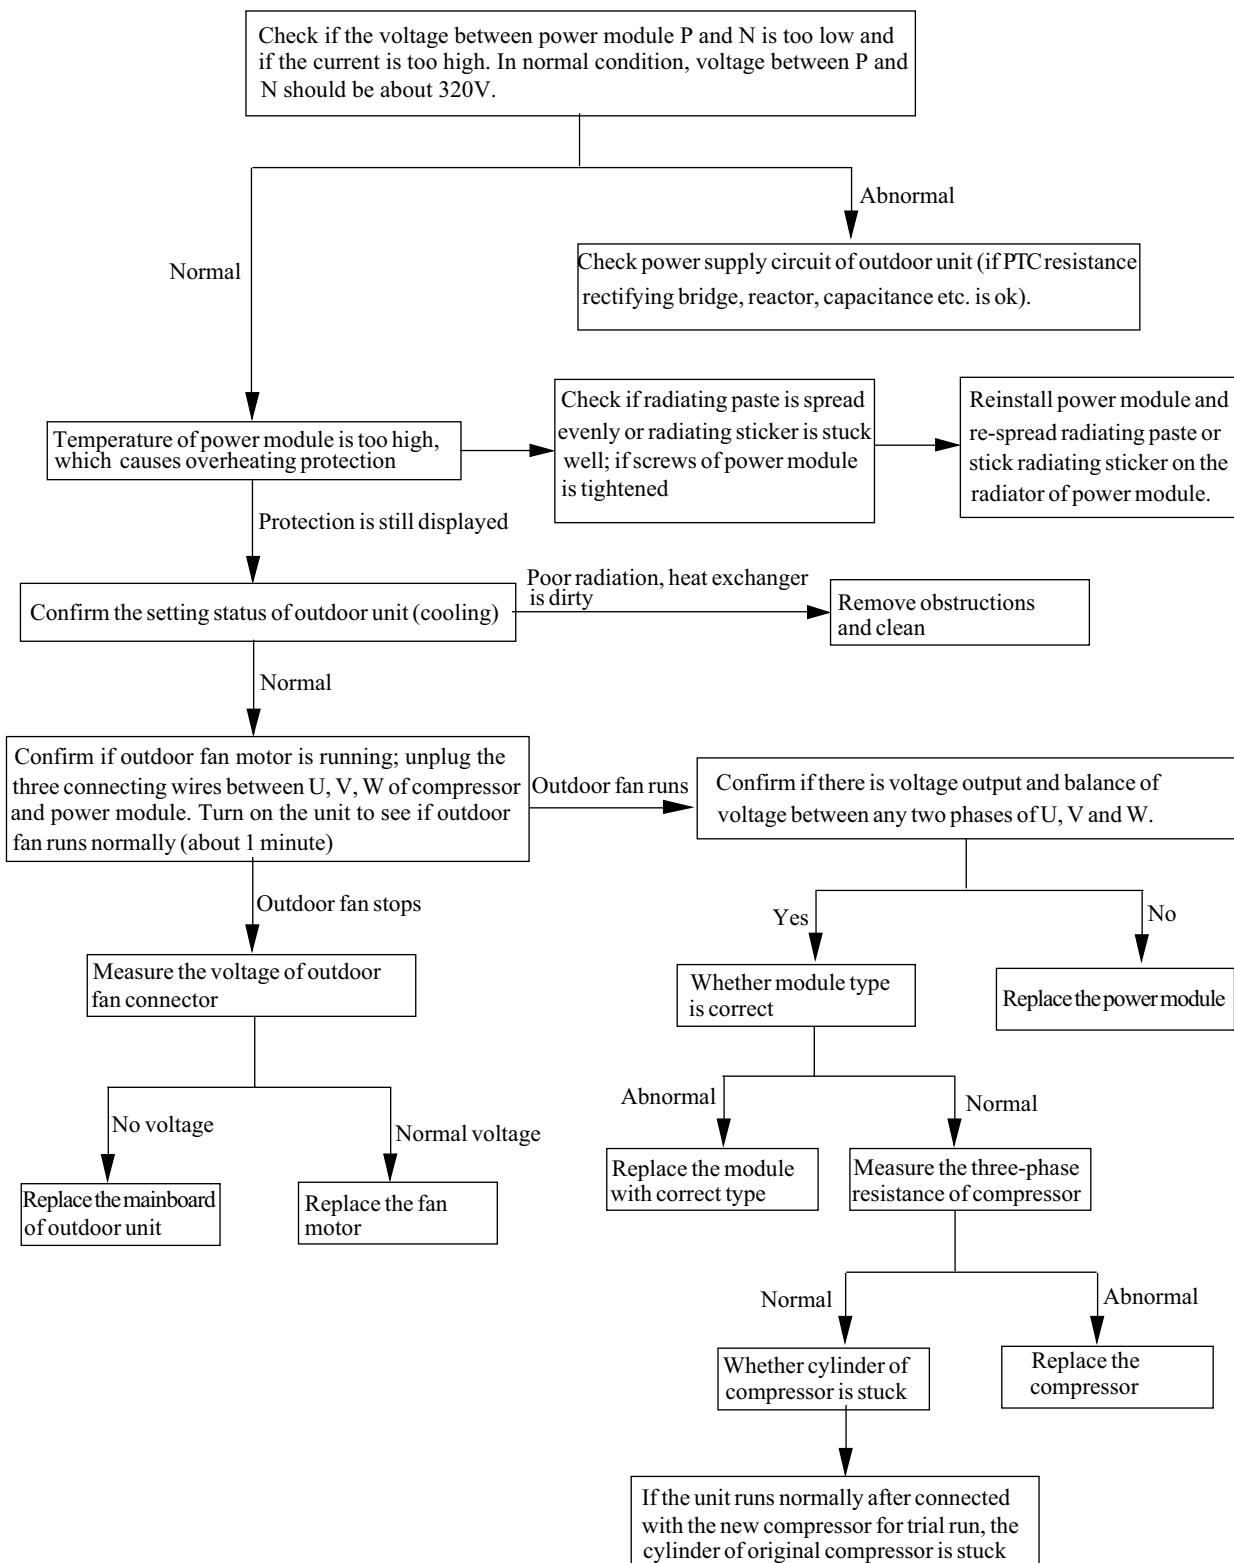 Check if the voltage between power module P and N is too low and
if the current is too high. In normal condition, voltage between P and
N should be about 320V.
Abnormal
Normal
Check power supply circuit of outdoor unit (if PTC resistance
rectifying bridge, reactor, capacitance etc. is ok).
Temperature of power module is too high,
which causes overheating protection
Check if radiating paste is spread
evenly or radiating sticker is stuck
well; if screws of power module
is tightened
Reinstall power module and
re-spread radiating paste or
stick radiating sticker on the
radiator of power module.
Protection is still displayed
Confirm the setting status of outdoor unit (cooling)
Poor radiation, heat exchanger
is dirty
Remove obstructions
and clean
Normal
Confirm if outdoor fan motor is running; unplug the
three connecting wires between U, V, W of compressor
and power module. Turn on the unit to see if outdoor
fan runs normally (about 1 minute)
Outdoor fan runs
Confirm if there is voltage output and balance of
voltage between any two phases of U, V and W.
Outdoor fan stops
Yes
No
Measure the voltage of outdoor
fan connector
Whether module type
is correct
Replace the power module
No voltage
Normal voltage
Abnormal
Normal
Replace the mainboard
of outdoor unit
Replace the fan
motor
Replace the module
with correct type
Measure the three-phase
resistance of compressor
Normal
Abnormal
Whether cylinder of
compressor is stuck
Replace the
compressor
If the unit runs normally after connected
with the new compressor for trial run, the
cylinder of original compressor is stuck